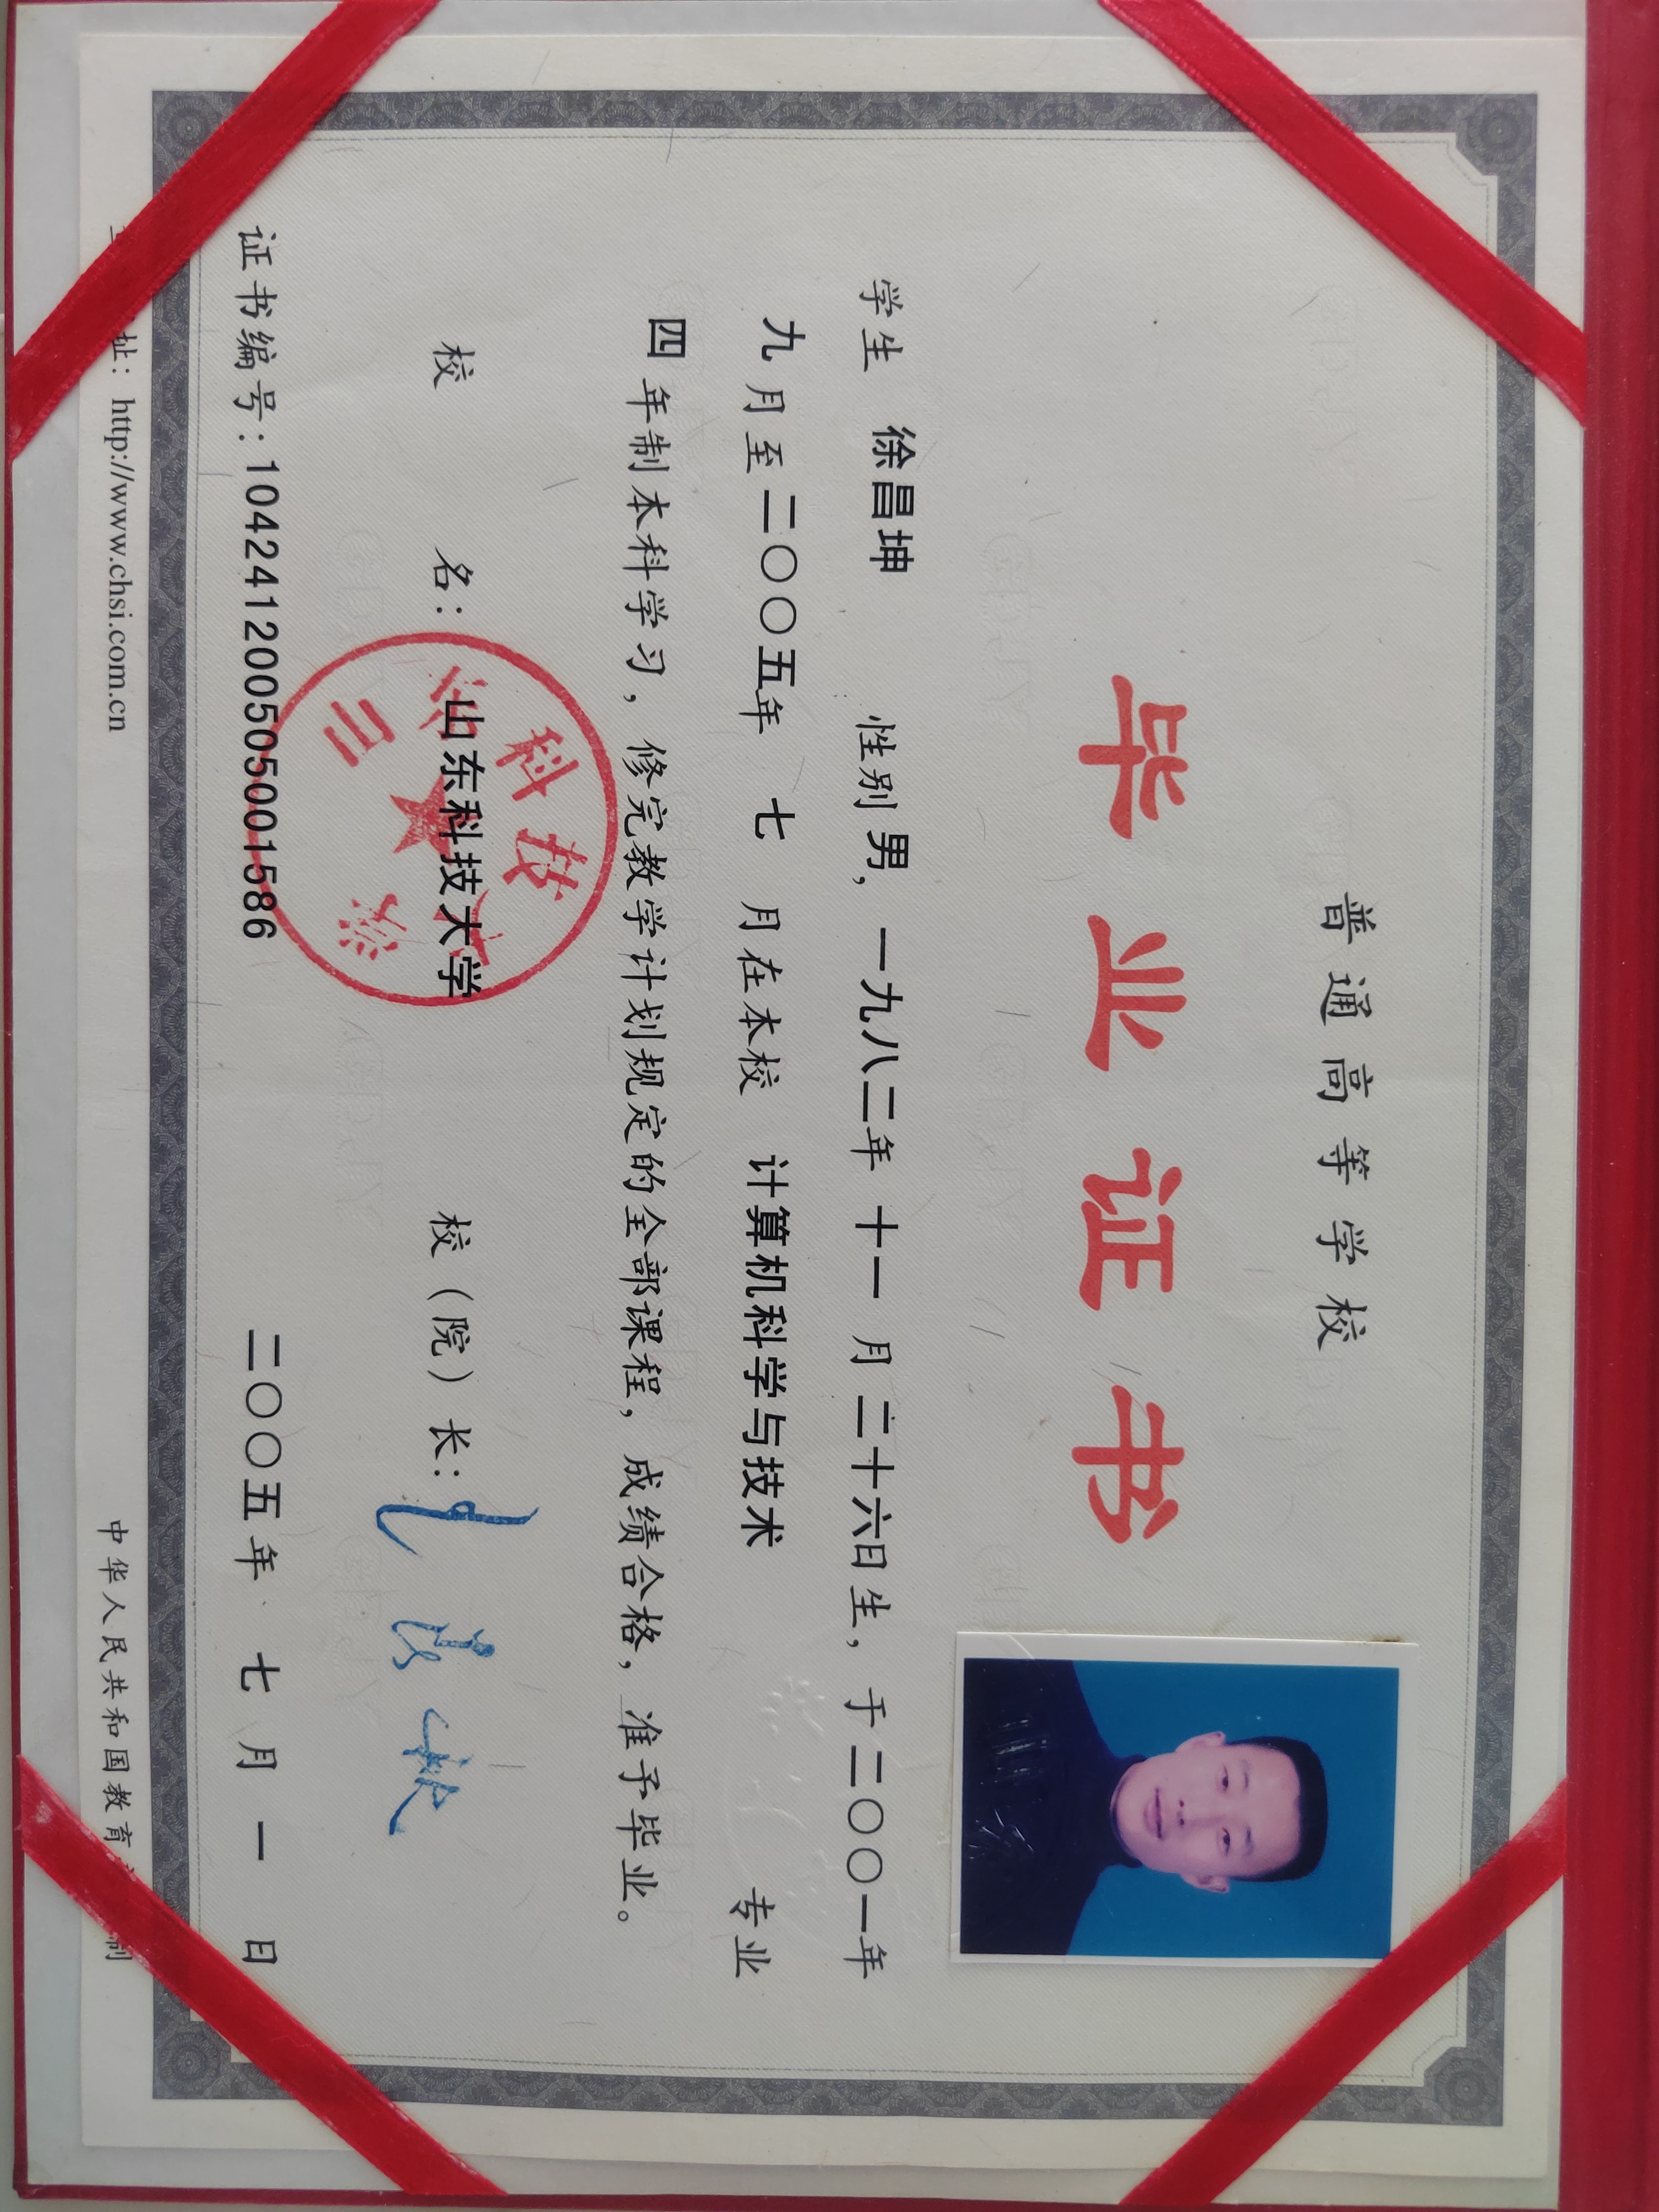 普通高等学校
毕业证书
学生 徐昌坤 性别男，一九八二年 十一 月 二十六日生，于二〇〇一年
九月至二〇〇五年 七 月在本校 计算机科学与技术 专业
四 年制本科学习，修完教学计划规定的全部课程，成绩合格，准予毕业。
校 名：山东科技大学 校（院）长：
证书编号：104241200505001586 二〇〇五年 七 月 一 日
址：http://www.chsi.com.cn 中华人民共和国教育 制